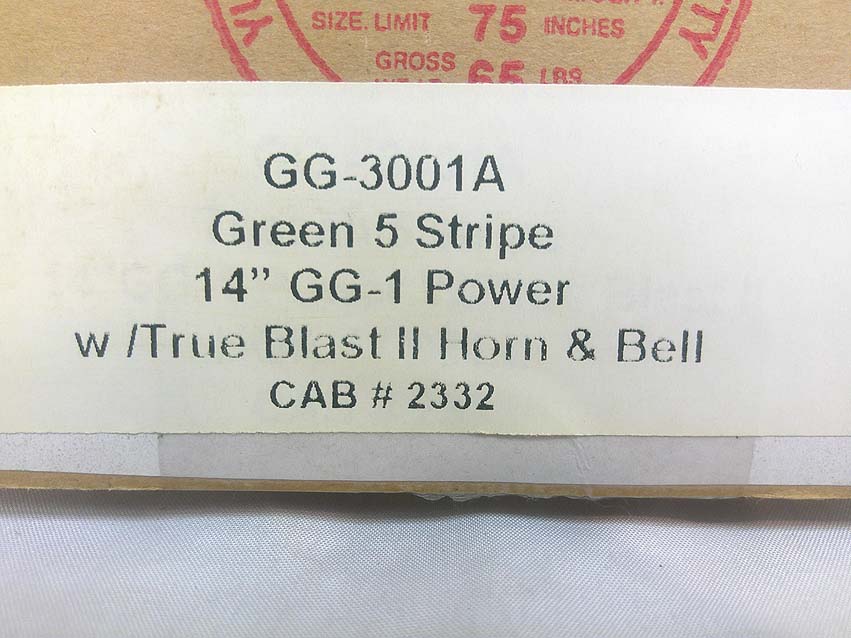 SIZE. LIMIT 75 INCHES
GROSS
65 LBS
GG-3001A
Green 5 Stripe
14” GG-1 Power
w /True Blast II Horn & Bell
CAB # 2332